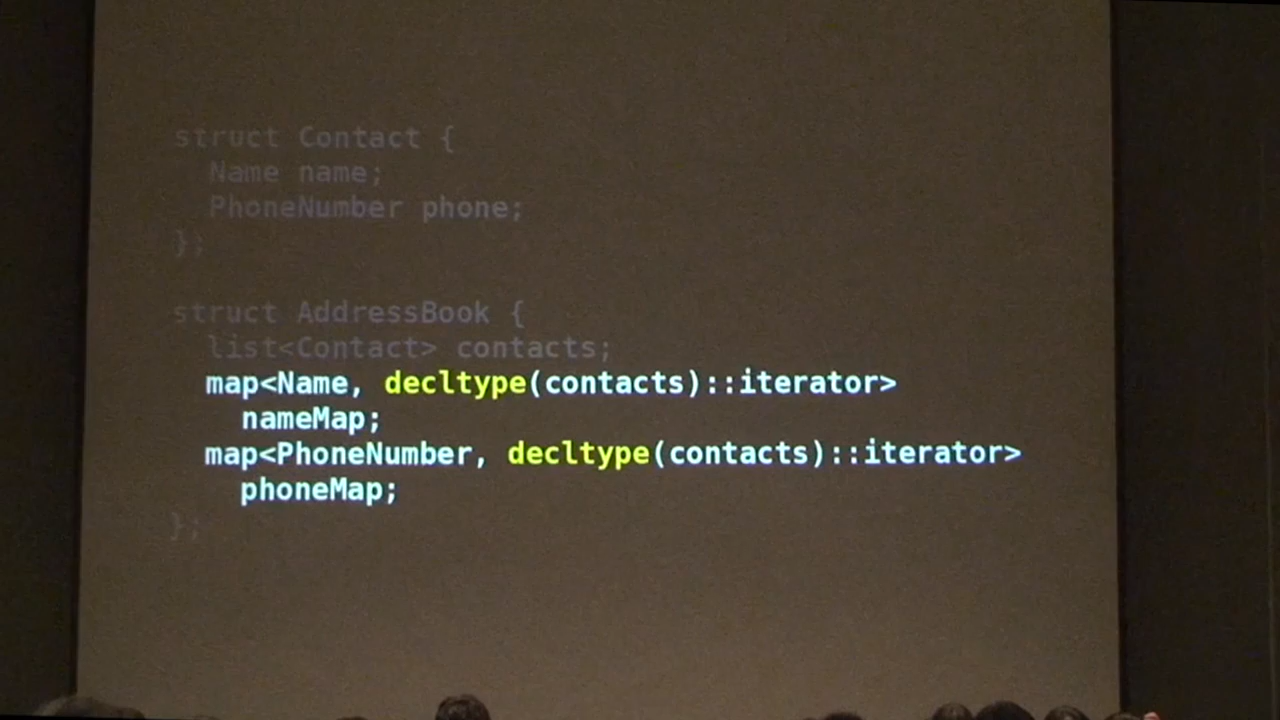 struct Contact {
  Name name;
  PhoneNumber phone;
};
struct AddressBook {
  list<Contact> contacts;
  map<Name, decltype(contacts)::iterator>
    nameMap;
  map<PhoneNumber, decltype(contacts)::iterator>
    phoneMap;
};